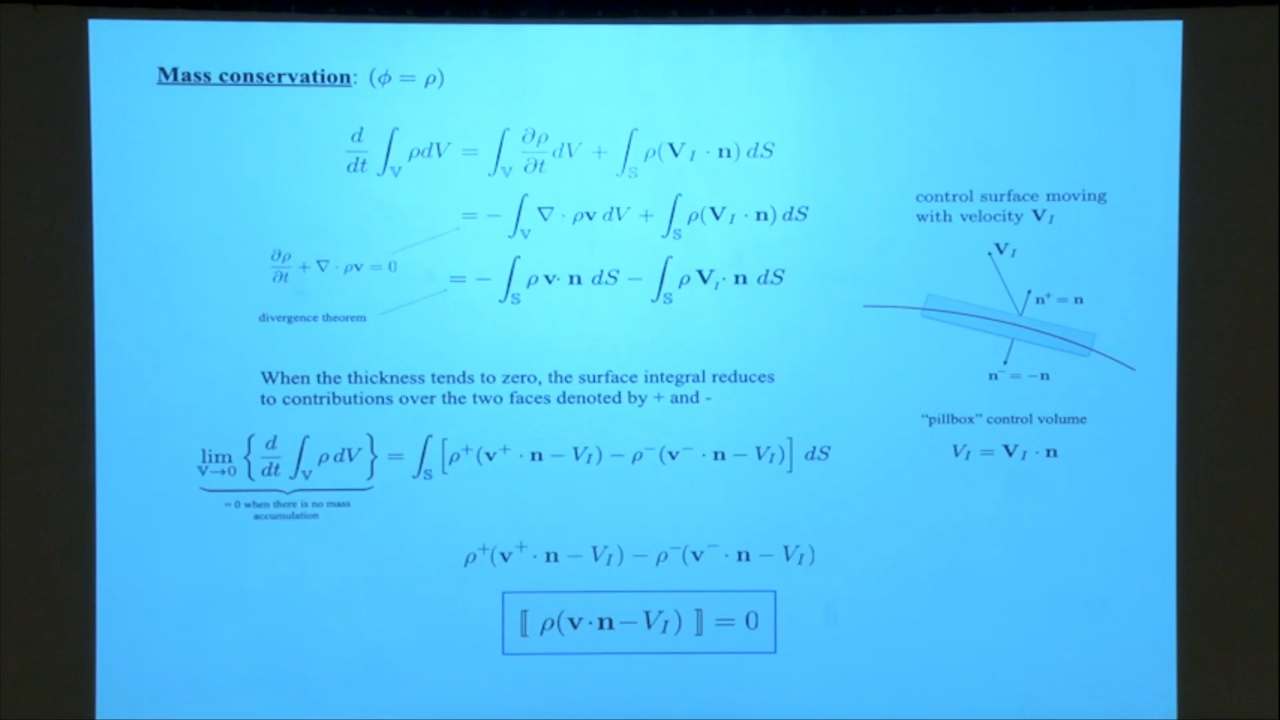 Mass conservation: (ϕ = ρ)
d/dt ∫_V ρdV = ∫_V ∂ρ/∂t dV + ∫_S ρ(V_I · n) dS
= − ∫_V ∇ · ρv dV + ∫_S ρ(V_I · n) dS
∂ρ/∂t + ∇ · ρv = 0
= − ∫_S ρ v· n dS − ∫_S ρ V_I· n dS
divergence theorem
control surface moving
with velocity V_I
V_I
n⁺ = n
n⁻ = −n
"pillbox" control volume
V_I = V_I · n
When the thickness tends to zero, the surface integral reduces
to contributions over the two faces denoted by + and -
lim_{V→0} { d/dt ∫_V ρ dV } = ∫_S [ρ⁺(v⁺ · n − V_I) − ρ⁻(v⁻ · n − V_I)] dS
= 0 when there is no mass
accumulation
ρ⁺(v⁺ · n − V_I) − ρ⁻(v⁻ · n − V_I)
⟦ ρ(v·n−V_I) ⟧ = 0